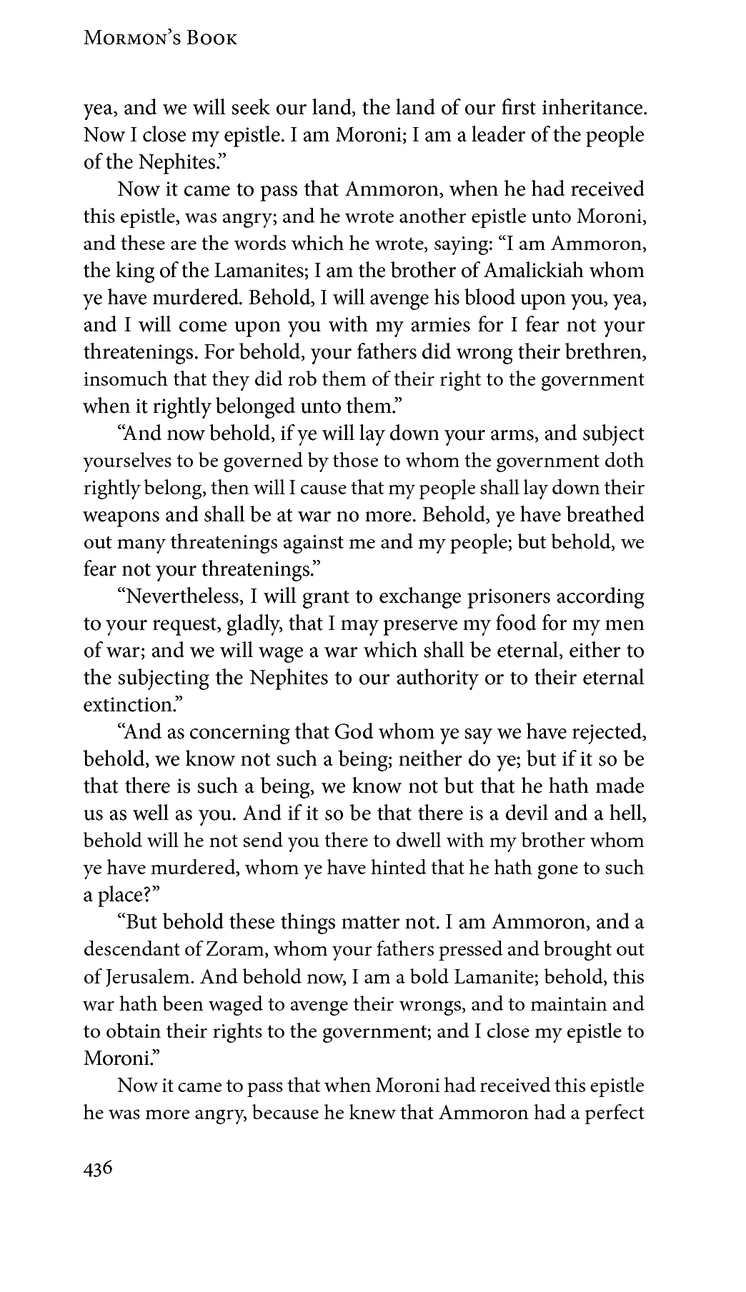 Mormon’s Book
yea, and we will seek our land, the land of our first inheritance.
Now I close my epistle. I am Moroni; I am a leader of the people
of the Nephites.”
Now it came to pass that Ammoron, when he had received
this epistle, was angry; and he wrote another epistle unto Moroni,
and these are the words which he wrote, saying: “I am Ammoron,
the king of the Lamanites; I am the brother of Amalickiah whom
ye have murdered. Behold, I will avenge his blood upon you, yea,
and I will come upon you with my armies for I fear not your
threatenings. For behold, your fathers did wrong their brethren,
insomuch that they did rob them of their right to the government
when it rightly belonged unto them.”
“And now behold, if ye will lay down your arms, and subject
yourselves to be governed by those to whom the government doth
rightly belong, then will I cause that my people shall lay down their
weapons and shall be at war no more. Behold, ye have breathed
out many threatenings against me and my people; but behold, we
fear not your threatenings.”
“Nevertheless, I will grant to exchange prisoners according
to your request, gladly, that I may preserve my food for my men
of war; and we will wage a war which shall be eternal, either to
the subjecting the Nephites to our authority or to their eternal
extinction.”
“And as concerning that God whom ye say we have rejected,
behold, we know not such a being; neither do ye; but if it so be
that there is such a being, we know not but that he hath made
us as well as you. And if it so be that there is a devil and a hell,
behold will he not send you there to dwell with my brother whom
ye have murdered, whom ye have hinted that he hath gone to such
a place?”
“But behold these things matter not. I am Ammoron, and a
descendant of Zoram, whom your fathers pressed and brought out
of Jerusalem. And behold now, I am a bold Lamanite; behold, this
war hath been waged to avenge their wrongs, and to maintain and
to obtain their rights to the government; and I close my epistle to
Moroni.”
Now it came to pass that when Moroni had received this epistle
he was more angry, because he knew that Ammoron had a perfect
436